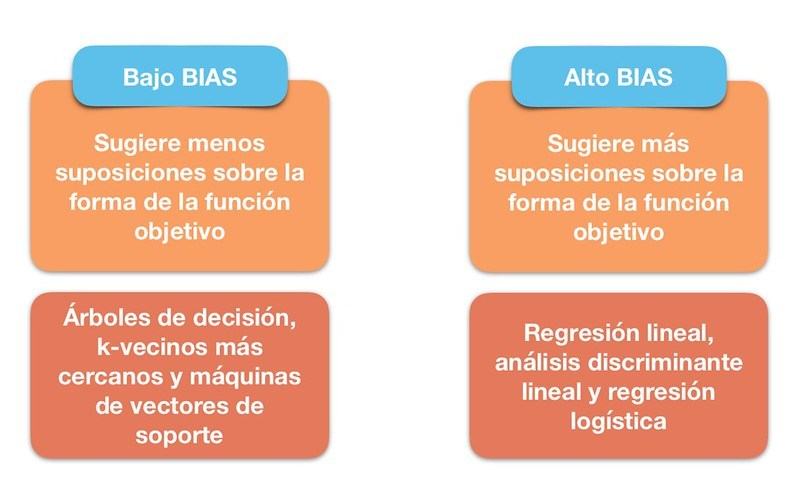 Bajo BIAS
Sugiere menos
suposiciones sobre la
forma de la función
objetivo
Árboles de decisión,
k-vecinos más
cercanos y máquinas
de vectores de
soporte
Alto BIAS
Sugiere más
suposiciones sobre la
forma de la función
objetivo
Regresión lineal,
análisis discriminante
lineal y regresión
logística